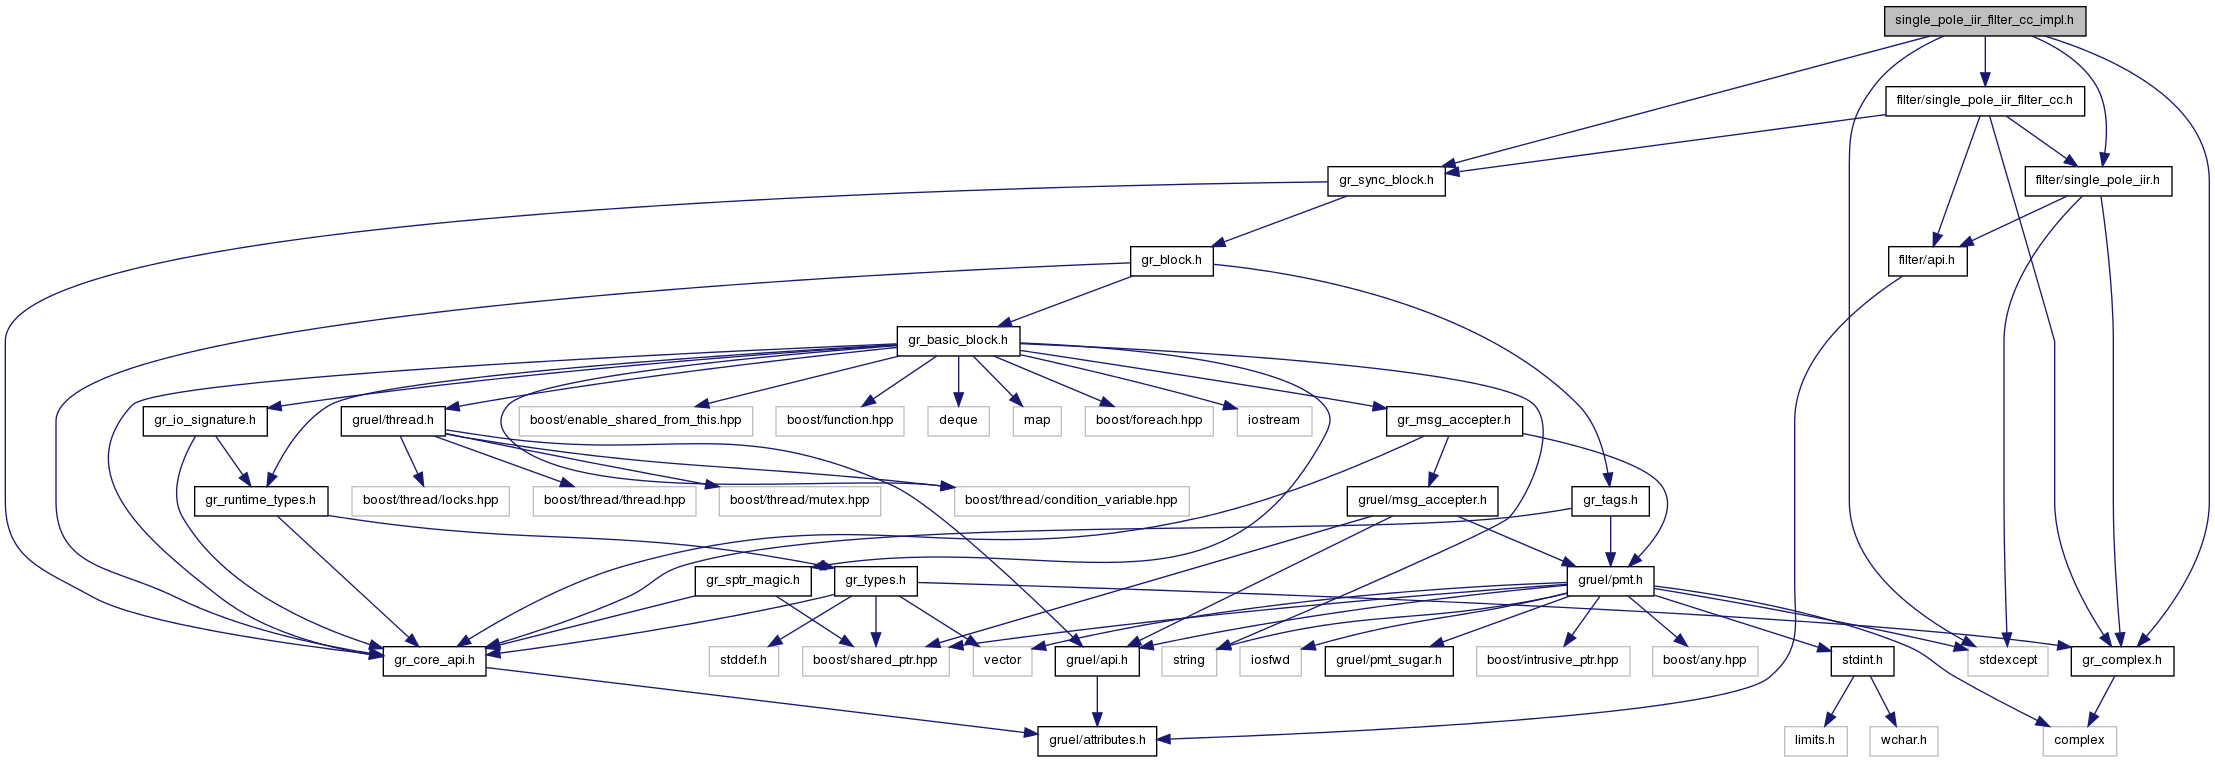 single_pole_iir_filter_cc_impl.h
filter/single_pole_iir_filter_cc.h
gr_sync_block.h
filter/single_pole_iir.h
gr_block.h
filter/api.h
gr_basic_block.h
gr_io_signature.h
gruel/thread.h
boost/enable_shared_from_this.hpp
boost/function.hpp
deque
map
boost/foreach.hpp
iostream
gr_msg_accepter.h
gr_runtime_types.h
boost/thread/locks.hpp
boost/thread/thread.hpp
boost/thread/mutex.hpp
boost/thread/condition_variable.hpp
gruel/msg_accepter.h
gr_tags.h
gr_sptr_magic.h
gr_types.h
gruel/pmt.h
gr_core_api.h
stddef.h
boost/shared_ptr.hpp
vector
gruel/api.h
string
iosfwd
gruel/pmt_sugar.h
boost/intrusive_ptr.hpp
boost/any.hpp
stdint.h
stdexcept
gr_complex.h
gruel/attributes.h
limits.h
wchar.h
complex